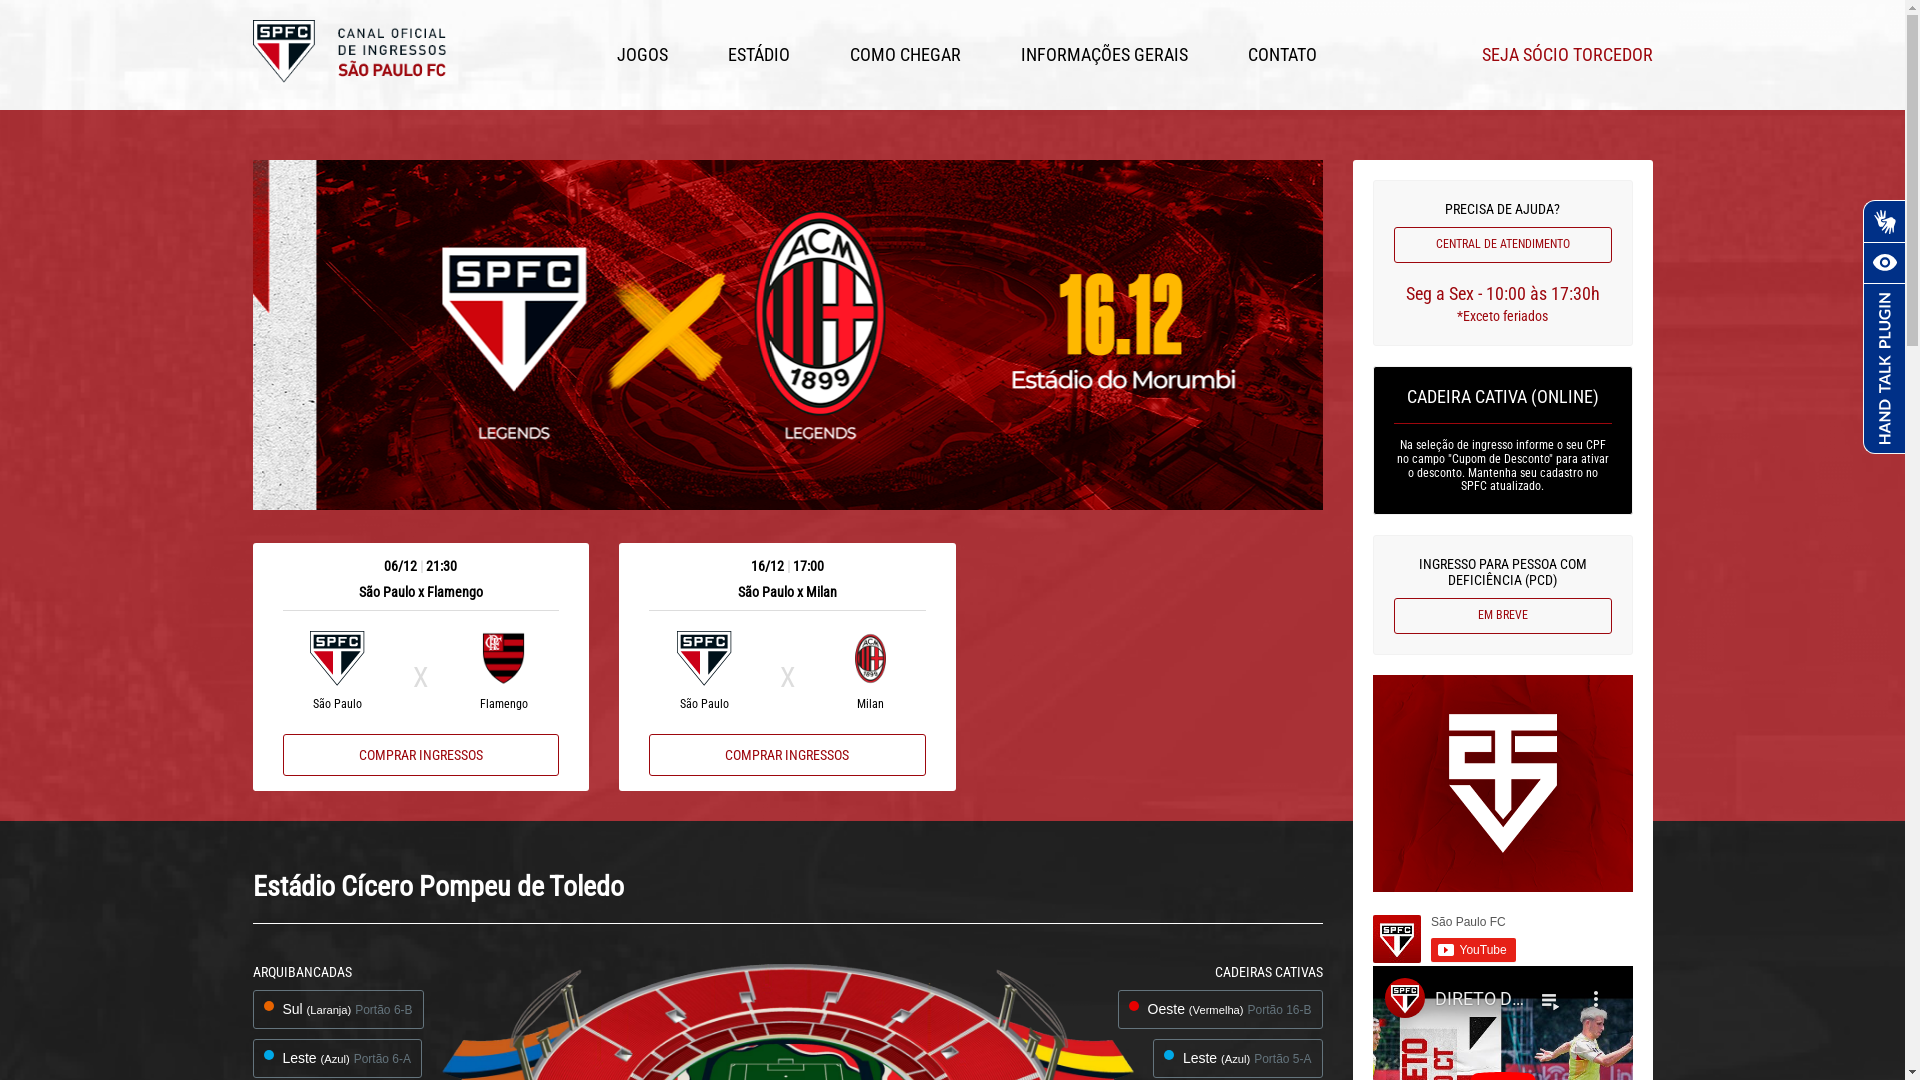 SPFC
CANAL OFICIAL
DE INGRESSOS
SÃO PAULO FC
JOGOS
ESTÁDIO
COMO CHEGAR
INFORMAÇÕES GERAIS
CONTATO
SEJA SÓCIO TORCEDOR
SPFC
LEGENDS
ACM
1899
LEGENDS
16.12
Estádio do Morumbi
06/12 | 21:30
São Paulo x Flamengo
SPFC
São Paulo
X
Flamengo
COMPRAR INGRESSOS
16/12 | 17:00
São Paulo x Milan
SPFC
São Paulo
X
ACM
Milan
COMPRAR INGRESSOS
PRECISA DE AJUDA?
CENTRAL DE ATENDIMENTO
Seg a Sex - 10:00 às 17:30h
*Exceto feriados
CADEIRA CATIVA (ONLINE)
Na seleção de ingresso informe o seu CPF
no campo "Cupom de Desconto" para ativar
o desconto. Mantenha seu cadastro no
SPFC atualizado.
INGRESSO PARA PESSOA COM
DEFICIÊNCIA (PCD)
EM BREVE
SPFC
São Paulo FC
YouTube
SPFC
DIRETO D...
HAND TALK PLUGIN
Estádio Cícero Pompeu de Toledo
ARQUIBANCADAS
Sul (Laranja) Portão 6-B
Leste (Azul) Portão 6-A
CADEIRAS CATIVAS
Oeste (Vermelha) Portão 16-B
Leste (Azul) Portão 5-A